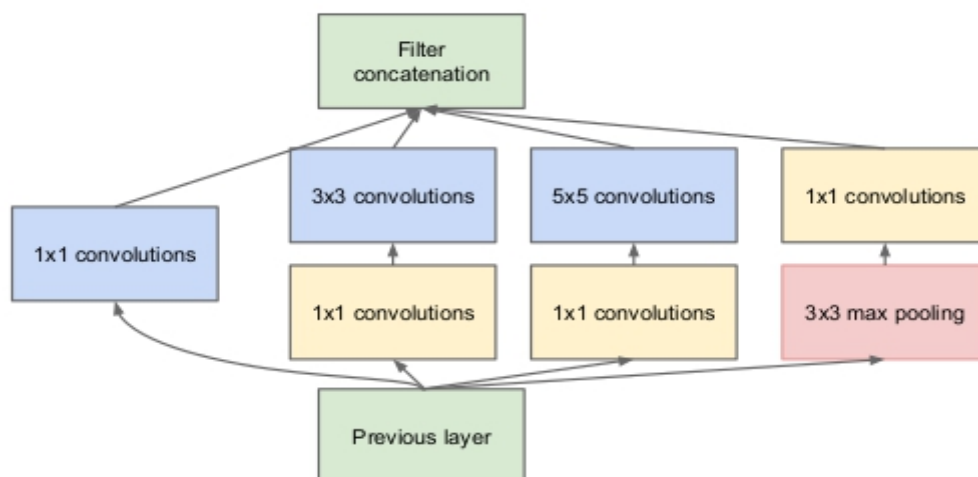 Filter
concatenation
3x3 convolutions
5x5 convolutions
1x1 convolutions
1x1 convolutions
1x1 convolutions
1x1 convolutions
3x3 max pooling
Previous layer